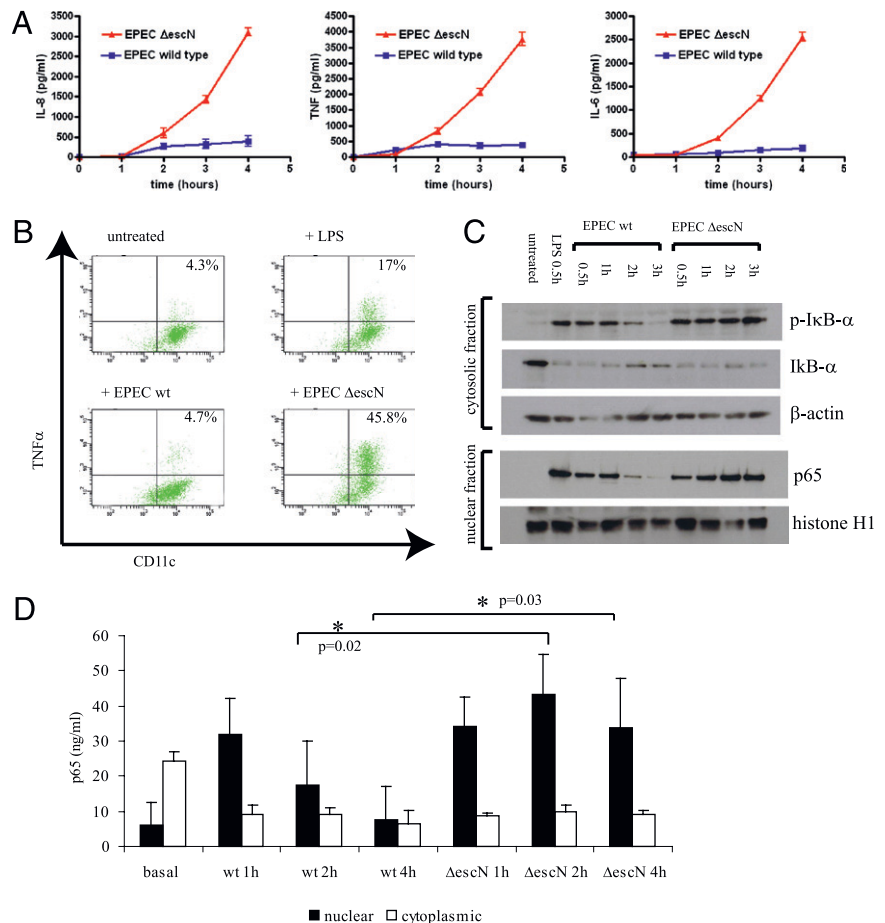 A
EPEC ΔescN
EPEC wild type
IL-8 (pg/ml)
3500
3000
2500
2000
1500
1000
500
0
0 1 2 3 4 5
time (hours)
EPEC ΔescN
EPEC wild type
TNF (pg/ml)
5000
4000
3000
2000
1000
0
0 1 2 3 4 5
time (hours)
EPEC ΔescN
EPEC wild type
IL-6 (pg/ml)
3000
2500
2000
1500
1000
500
0
0 1 2 3 4 5
time (hours)
B
untreated
4.3%
+ LPS
17%
+ EPEC wt
4.7%
+ EPEC ΔescN
45.8%
TNFα
CD11c
C
EPEC wt
EPEC ΔescN
untreated
LPS 0.5h
0.5h
1h
2h
3h
0.5h
1h
2h
3h
cytosolic fraction
p-IκB-α
IkB-α
β-actin
nuclear fraction
p65
histone H1
D
* p=0.03
*
p=0.02
p65 (ng/ml)
60
50
40
30
20
10
0
basal wt 1h wt 2h wt 4h ΔescN 1h ΔescN 2h ΔescN 4h
nuclear cytoplasmic